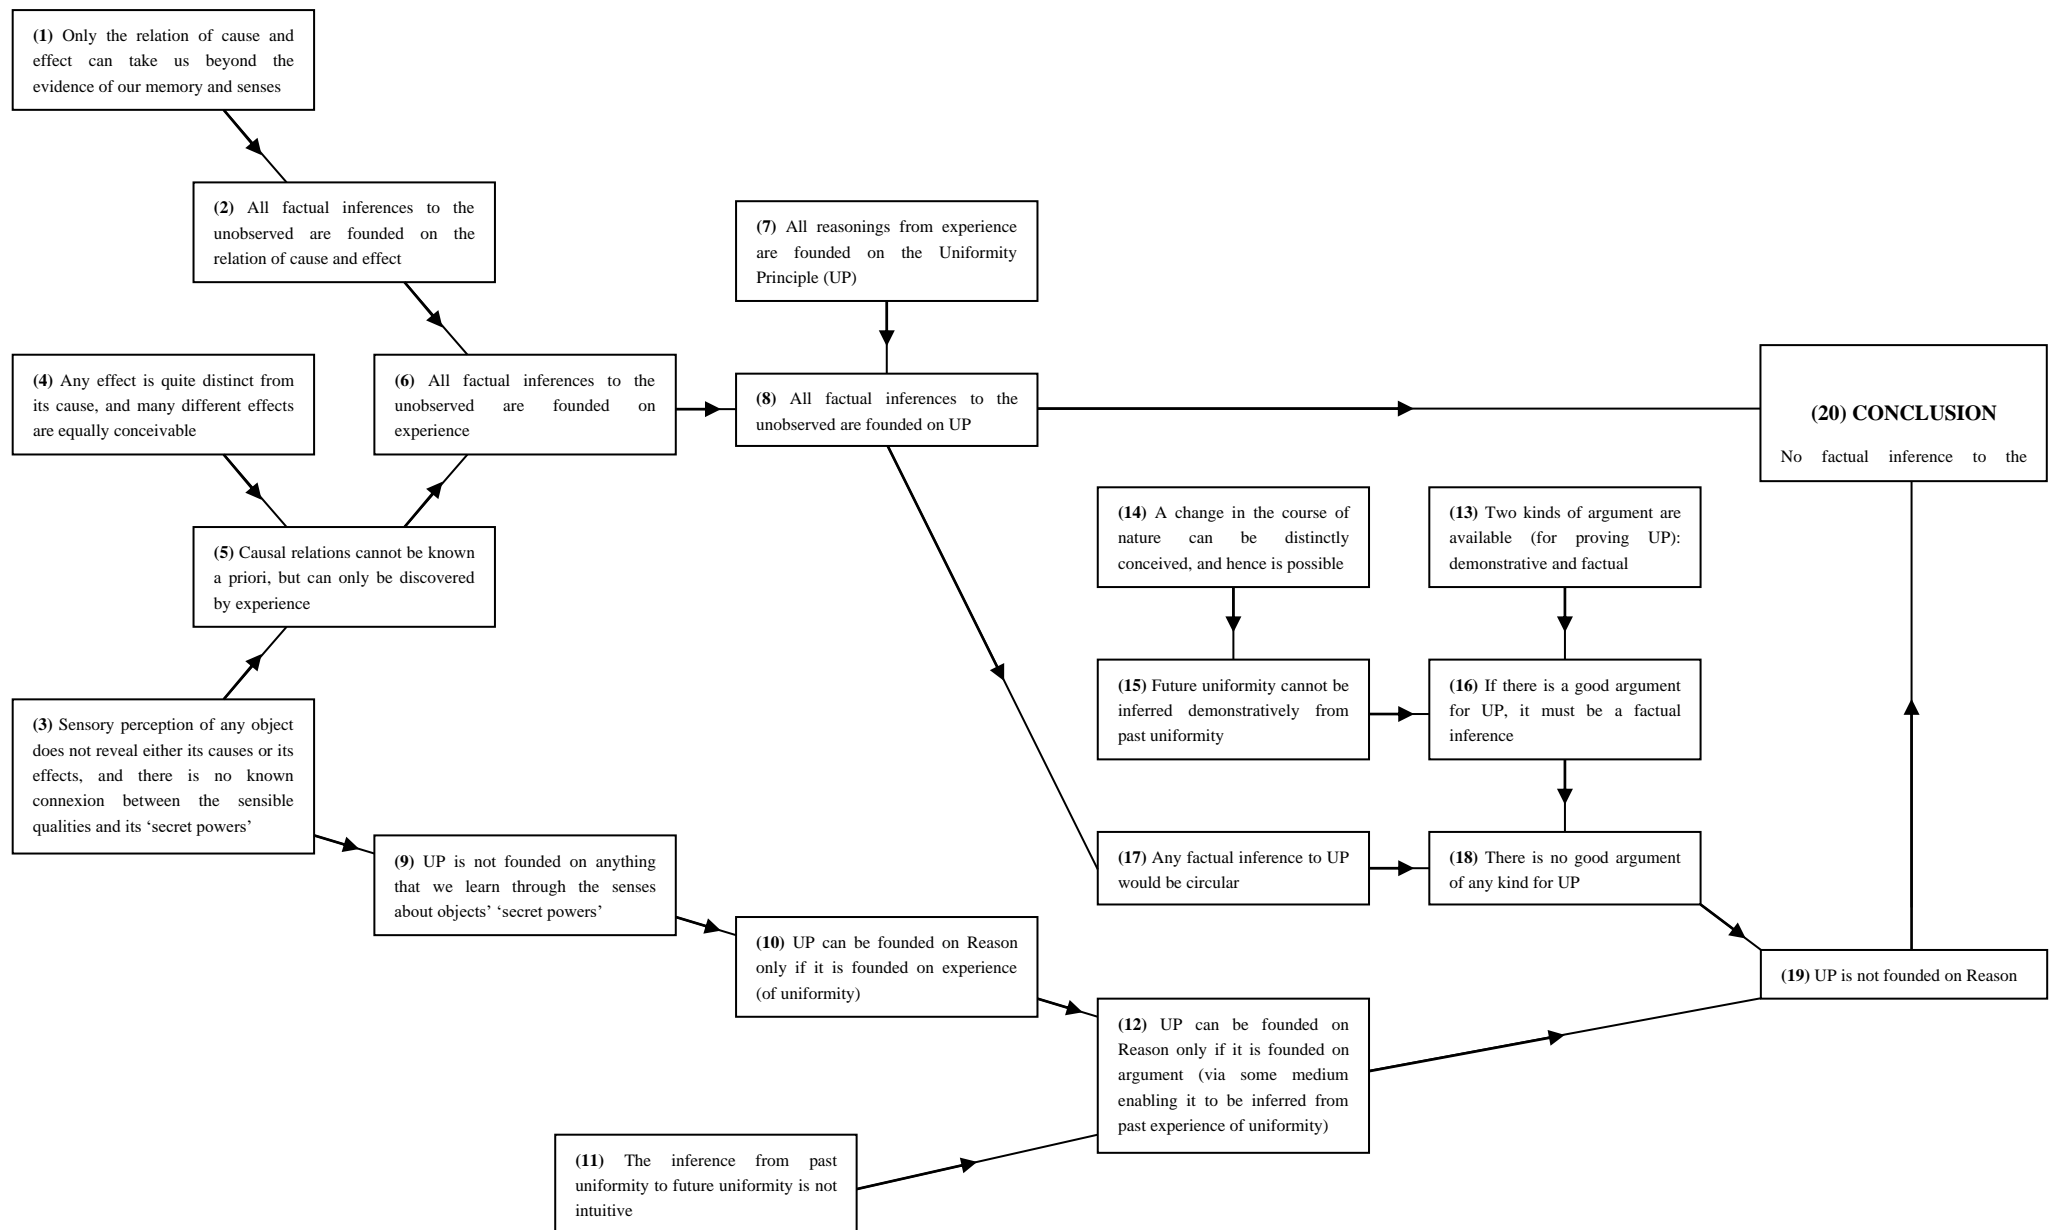 (1) Only the relation of cause and
effect can take us beyond the
evidence of our memory and senses
(2) All factual inferences to the
unobserved are founded on the
relation of cause and effect
(7) All reasonings from experience
are founded on the Uniformity
Principle (UP)
(4) Any effect is quite distinct from
its cause, and many different effects
are equally conceivable
(6) All factual inferences to the
unobserved are founded on
experience
(8) All factual inferences to the
unobserved are founded on UP
(20) CONCLUSION
No factual inference to the
(14) A change in the course of
nature can be distinctly
conceived, and hence is possible
(13) Two kinds of argument are
available (for proving UP):
demonstrative and factual
(5) Causal relations cannot be known
a priori, but can only be discovered
by experience
(15) Future uniformity cannot be
inferred demonstratively from
past uniformity
(16) If there is a good argument
for UP, it must be a factual
inference
(3) Sensory perception of any object
does not reveal either its causes or its
effects, and there is no known
connexion between the sensible
qualities and its ‘secret powers’
(9) UP is not founded on anything
that we learn through the senses
about objects’ ‘secret powers’
(17) Any factual inference to UP
would be circular
(18) There is no good argument
of any kind for UP
(10) UP can be founded on Reason
only if it is founded on experience
(of uniformity)
(19) UP is not founded on Reason
(12) UP can be founded on
Reason only if it is founded on
argument (via some medium
enabling it to be inferred from
past experience of uniformity)
(11) The inference from past
uniformity to future uniformity is not
intuitive